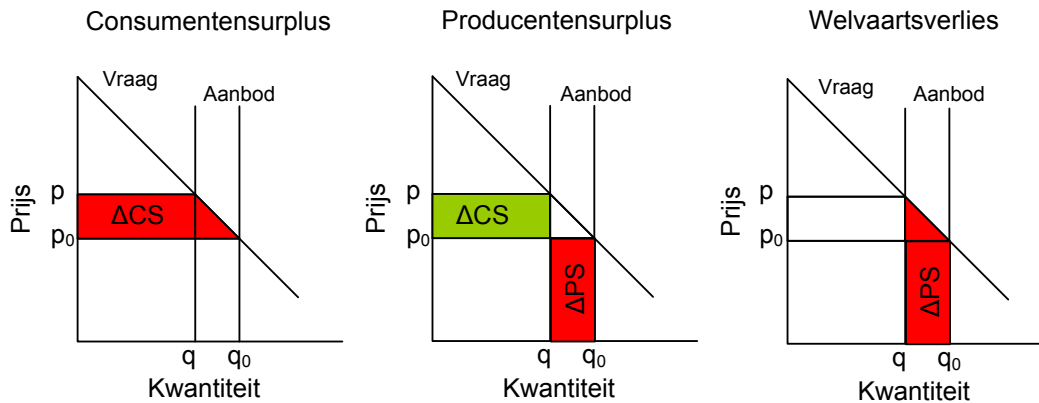 Consumentensurplus
Vraag
Aanbod
Prijs
p
ΔCS
p₀
q
q₀
Kwantiteit
Producentensurplus
Vraag
Aanbod
Prijs
p
ΔCS
p₀
ΔPS
q
q₀
Kwantiteit
Welvaartsverlies
Vraag
Aanbod
Prijs
p
p₀
ΔPS
q
q₀
Kwantiteit